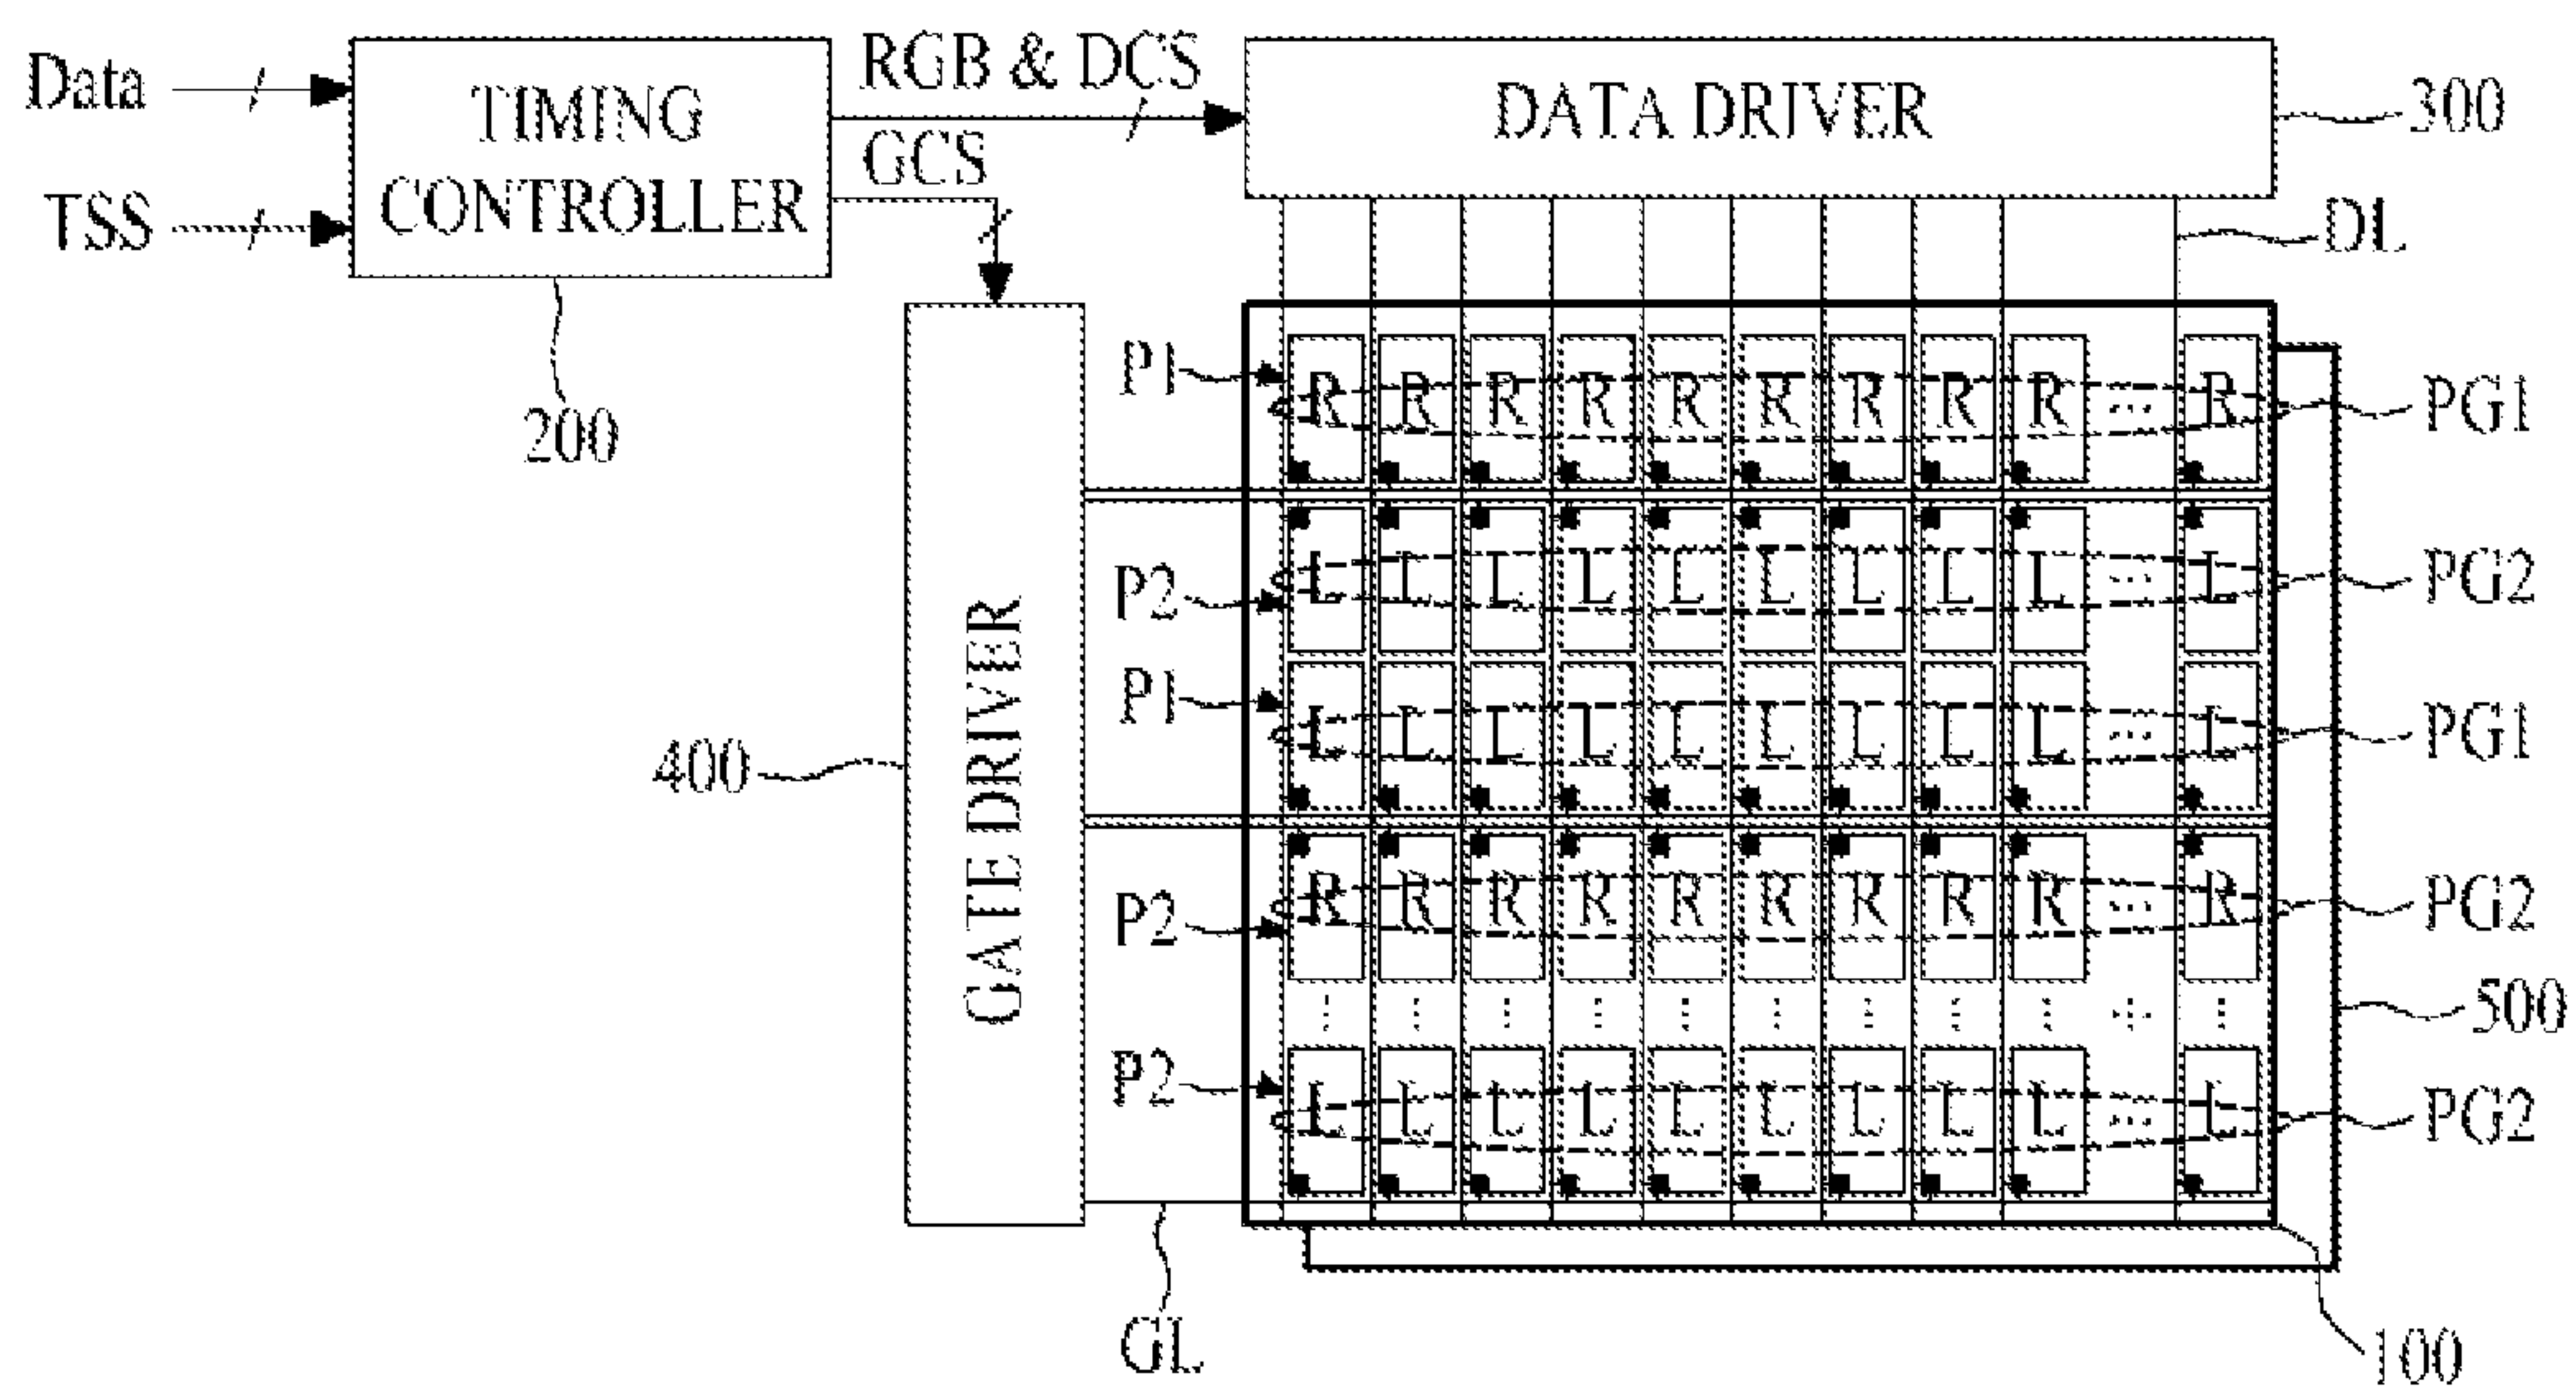 Data
TSS
TIMING
CONTROLLER
200
RGB & DCS
GCS
DATA DRIVER
300
DL
GATE DRIVER
400
P1
R R R R R R R R R R
PG1
P2
L L L L L L L L L L
PG2
P1
L L L L L L L L L L
PG1
P2
R R R R R R R R R R
PG2
500
P2
L L L L L L L L L L
PG2
GL
100